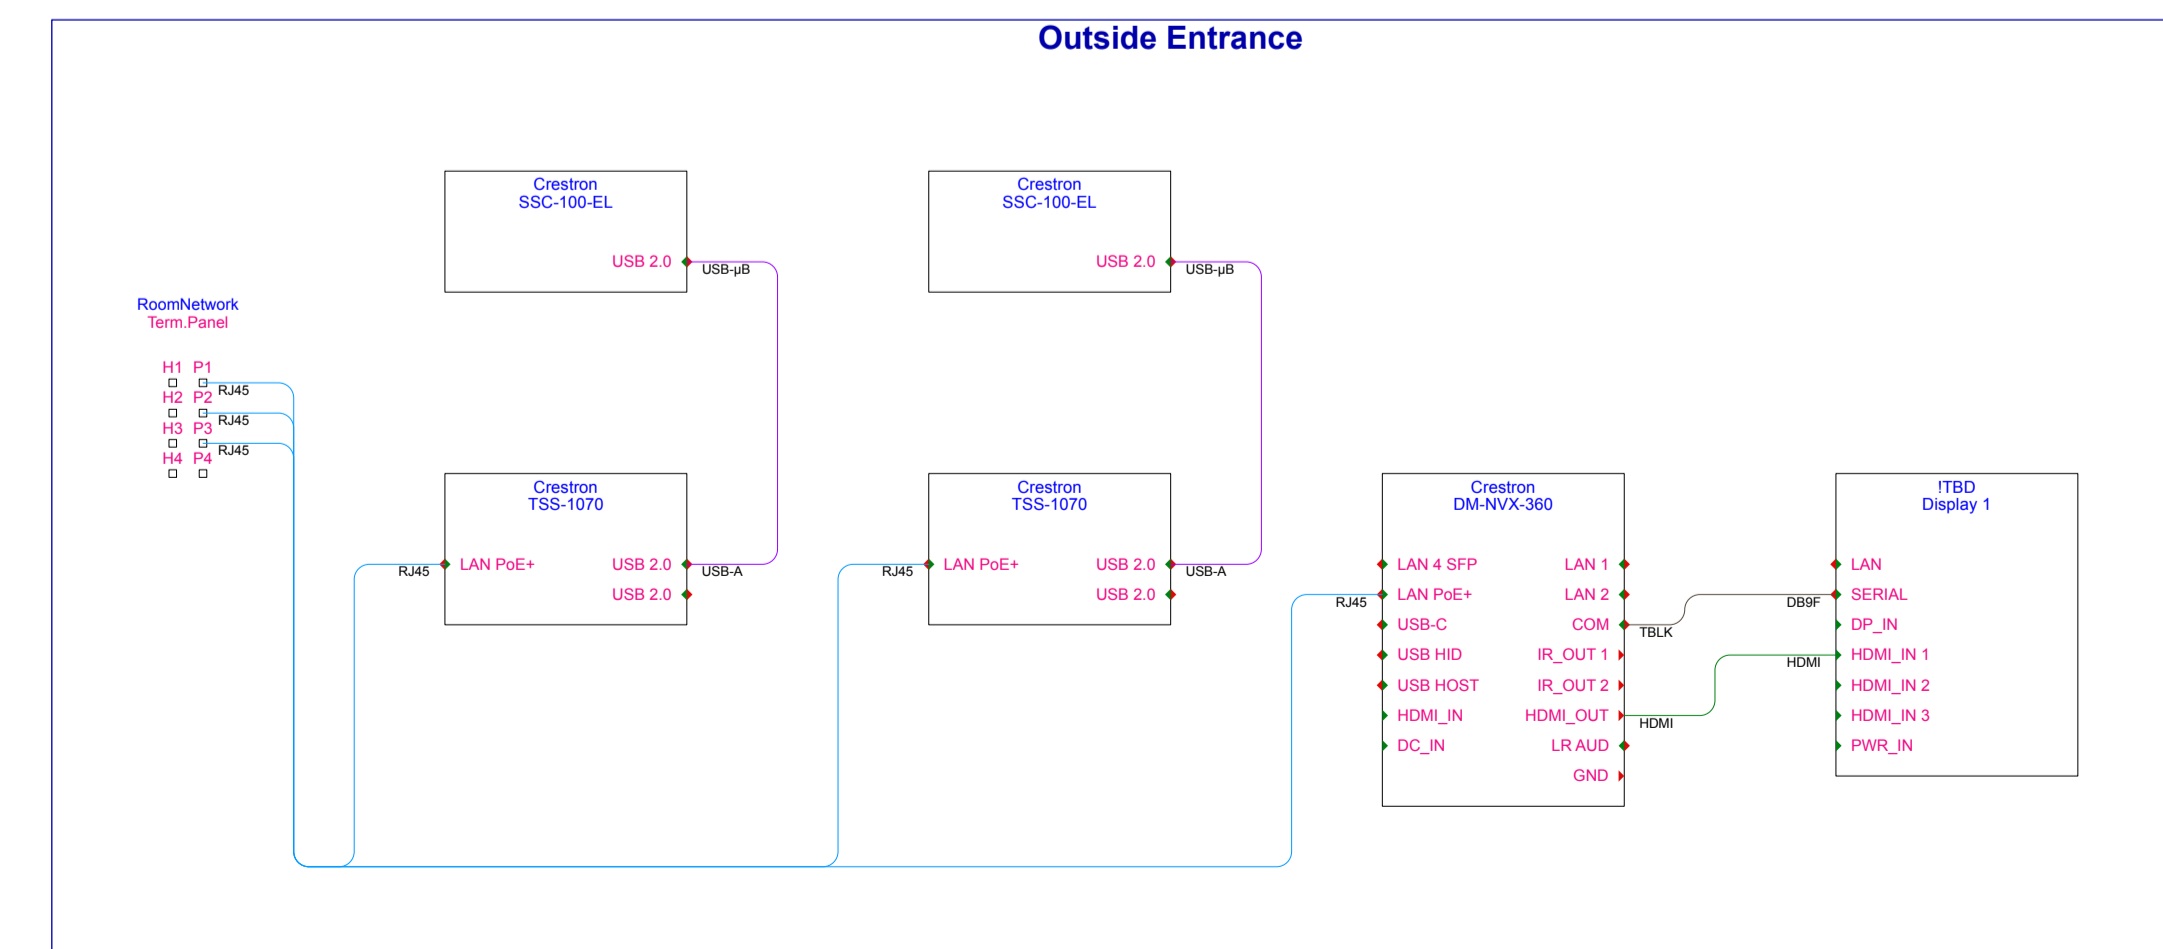 Outside Entrance
Crestron
SSC-100-EL
USB 2.0
USB-µB
Crestron
SSC-100-EL
USB 2.0
USB-µB
RoomNetwork
Term.Panel
H1 P1
RJ45
H2 P2
RJ45
H3 P3
RJ45
H4 P4
Crestron
TSS-1070
RJ45 LAN PoE+ USB 2.0 USB-A
USB 2.0
Crestron
TSS-1070
RJ45 LAN PoE+ USB 2.0 USB-A
USB 2.0
Crestron
DM-NVX-360
LAN 4 SFP LAN 1
RJ45 LAN PoE+ LAN 2
USB-C COM TBLK
USB HID IR_OUT 1
USB HOST IR_OUT 2
HDMI_IN HDMI_OUT HDMI
DC_IN LR AUD
GND
!TBD
Display 1
LAN
DB9F SERIAL
DP_IN
HDMI HDMI_IN 1
HDMI_IN 2
HDMI_IN 3
PWR_IN